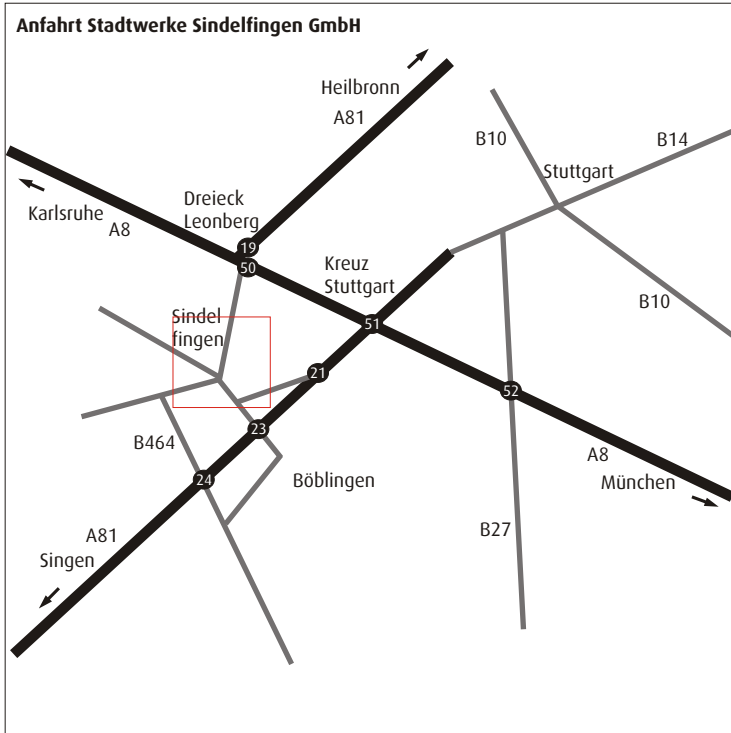 Anfahrt Stadtwerke Sindelfingen GmbH
Heilbronn
A81
B10
B14
Stuttgart
Karlsruhe
A8
Dreieck
Leonberg
19
50
Kreuz
Stuttgart
B10
Sindel
fingen
51
21
52
23
B464
24
Böblingen
A8
München
A81
Singen
B27